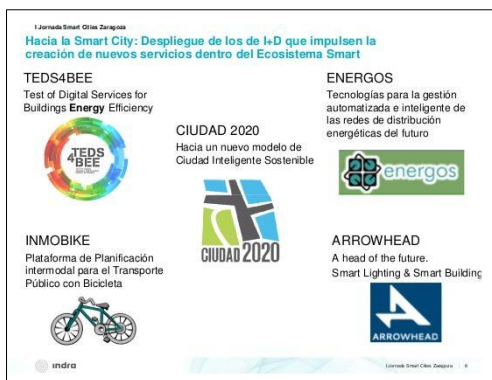 I Jornada Smart Cities Zaragoza
Hacia la Smart City: Despliegue de los de I+D que impulsen la
creación de nuevos servicios dentro del Ecosistema Smart
TEDS4BEE
Test of Digital Services for
Buildings Energy Efficiency
4TEDS
BEE
CIUDAD 2020
Hacia un nuevo modelo de
Ciudad Inteligente Sostenible
CIUDAD 2020
ENERGOS
Tecnologías para la gestión
automatizada e inteligente de
las redes de distribución
energéticas del futuro
energos
INMOBIKE
Plataforma de Planificación
intermodal para el Transporte
Público con Bicicleta
ARROWHEAD
A head of the future.
Smart Lighting & Smart Building
ARROWHEAD
indra
I Jornada Smart Cities Zaragoza